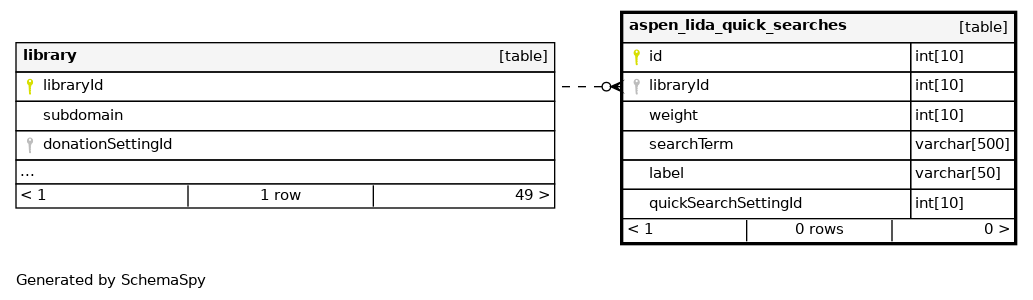 library [table]
libraryId
subdomain
donationSettingId
...
< 1 1 row 49 >
aspen_lida_quick_searches [table]
id int[10]
libraryId int[10]
weight int[10]
searchTerm varchar[500]
label varchar[50]
quickSearchSettingId int[10]
< 1 0 rows 0 >
Generated by SchemaSpy